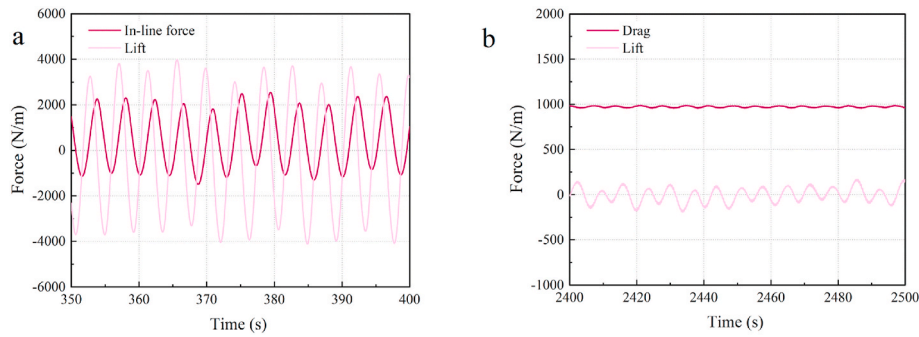 a
In-line force
Lift
6000
4000
2000
0
-2000
-4000
-6000
350
360
370
380
390
400
Force (N/m)
Time (s)
b
Drag
Lift
2000
1500
1000
500
0
-500
-1000
2400
2420
2440
2460
2480
2500
Force (N/m)
Time (s)